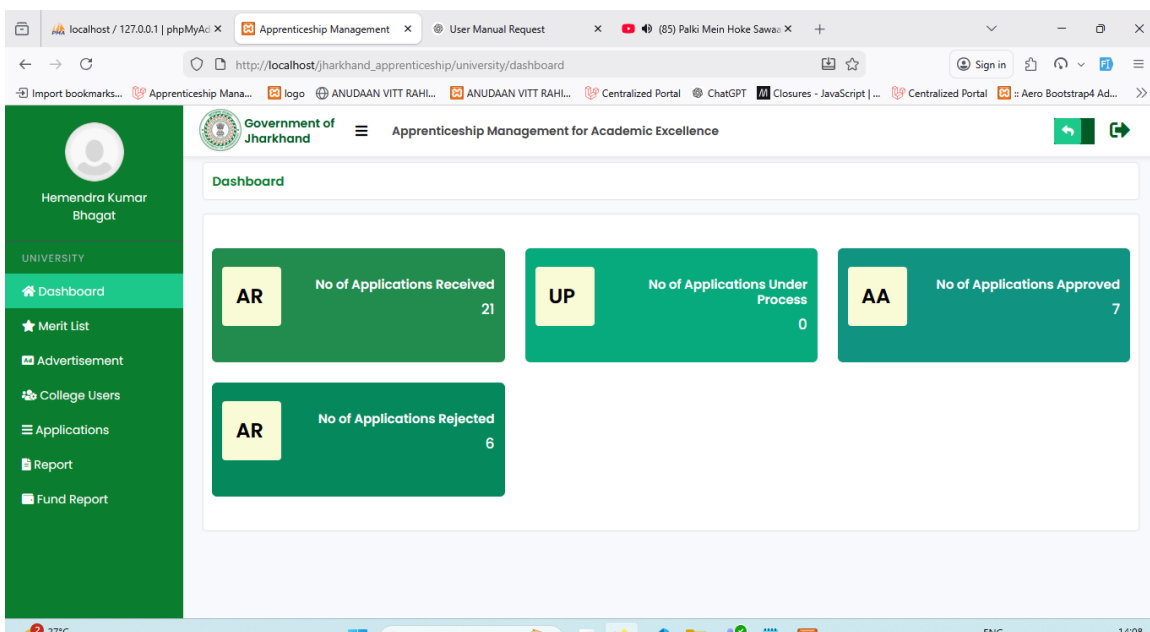 localhost / 127.0.0.1 | phpMyAd
Apprenticeship Management
User Manual Request
(85) Palki Mein Hoke Sawaa
http://localhost/jharkhand_apprenticeship/university/dashboard
Sign in
Import bookmarks...
Apprenticeship Mana...
logo
ANUDAAN VITT RAHI...
ANUDAAN VITT RAHI...
Centralized Portal
ChatGPT
Closures - JavaScript | ...
Centralized Portal
:: Aero Bootstrap4 Ad...
Hemendra Kumar
Bhagat
UNIVERSITY
Dashboard
Merit List
Advertisement
College Users
Applications
Report
Fund Report
Government of
Jharkhand
Apprenticeship Management for Academic Excellence
Dashboard
AR
No of Applications Received
21
UP
No of Applications Under
Process
0
AA
No of Applications Approved
7
AR
No of Applications Rejected
6
2
27°C
ENG
14:08